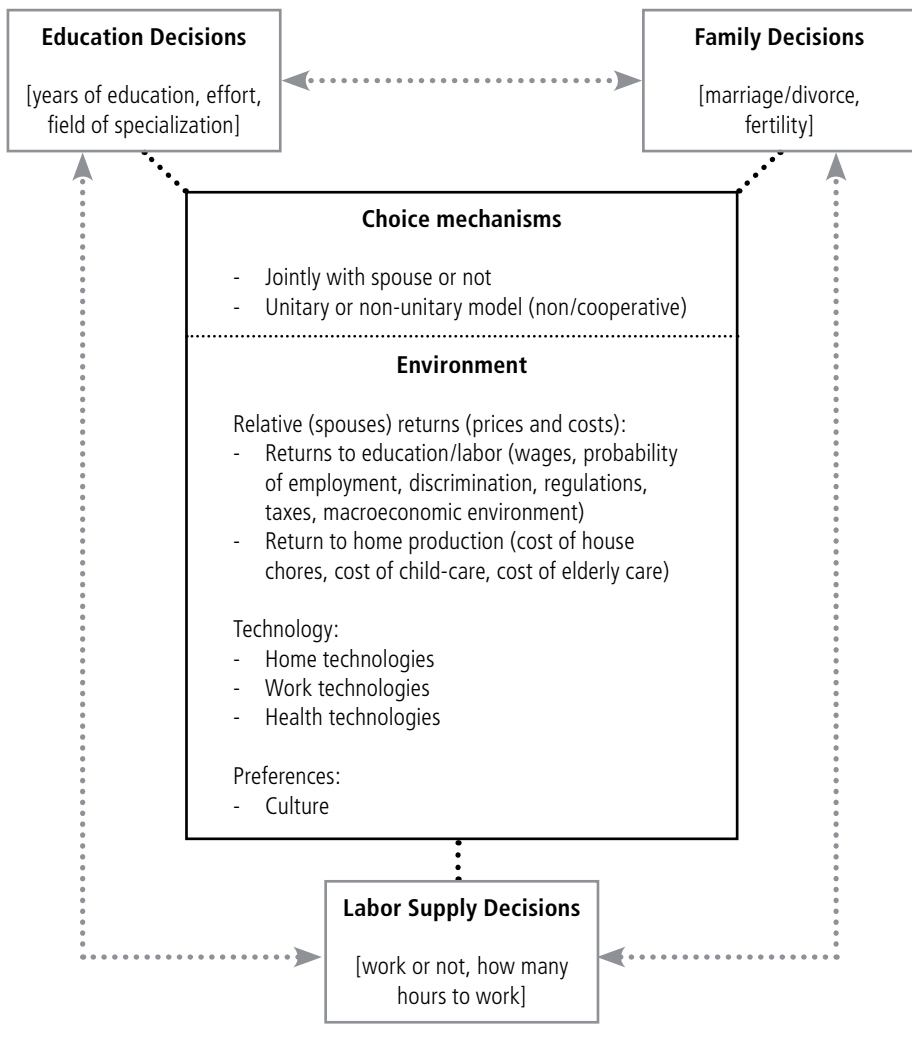 Education Decisions
[years of education, effort,
field of specialization]
Family Decisions
[marriage/divorce,
fertility]
Choice mechanisms
- Jointly with spouse or not
- Unitary or non-unitary model (non/cooperative)
Environment
Relative (spouses) returns (prices and costs):
- Returns to education/labor (wages, probability
of employment, discrimination, regulations,
taxes, macroeconomic environment)
- Return to home production (cost of house
chores, cost of child-care, cost of elderly care)
Technology:
- Home technologies
- Work technologies
- Health technologies
Preferences:
- Culture
Labor Supply Decisions
[work or not, how many
hours to work]